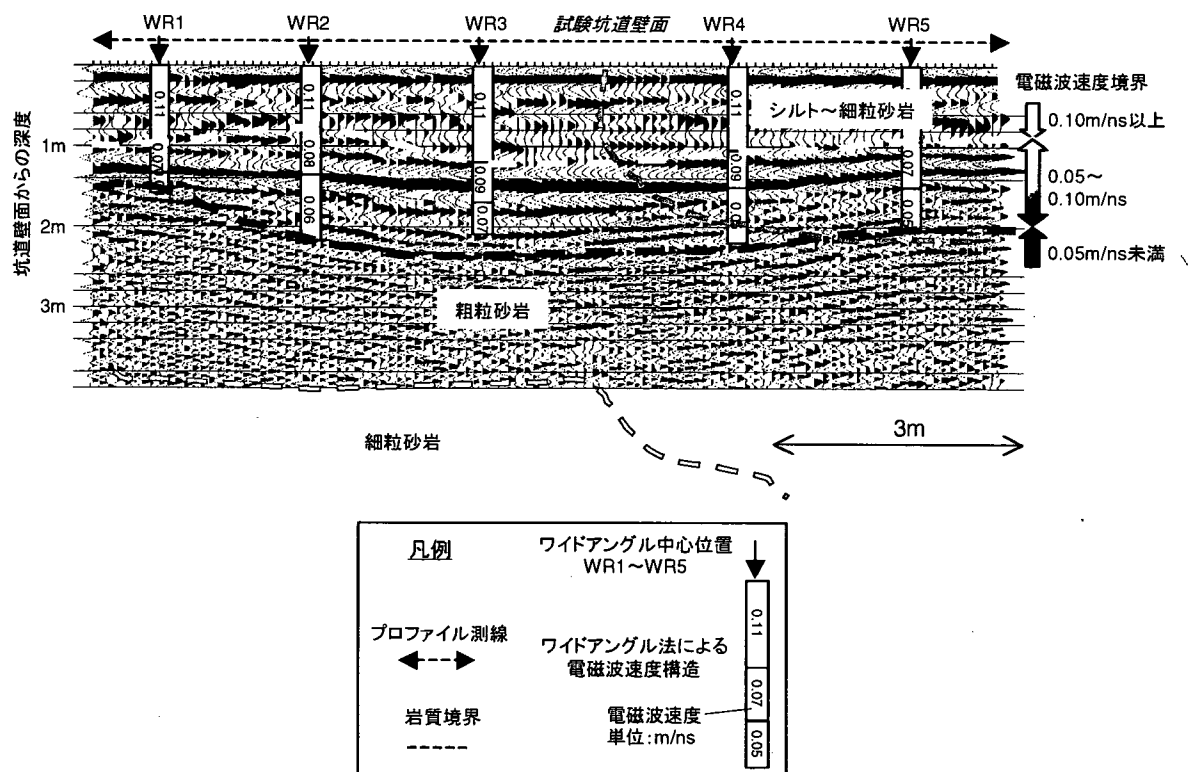 WR1 WR2 WR3 試験坑道壁面 WR4 WR5
電磁波速度境界
0.11 0.11 0.11 0.11
シルト～細粒砂岩
0.10m/ns以上
坑道壁面からの深度
1m
0.07 0.08 0.09 0.09 0.07
0.05～
0.10m/ns
0.06 0.07
2m
0.05m/ns未満
3m
粗粒砂岩
3m
細粒砂岩
凡例
ワイドアングル中心位置
WR1～WR5
プロファイル測線
0.11
ワイドアングル法による
電磁波速度構造
岩質境界
0.07
電磁波速度
単位:m/ns
0.05